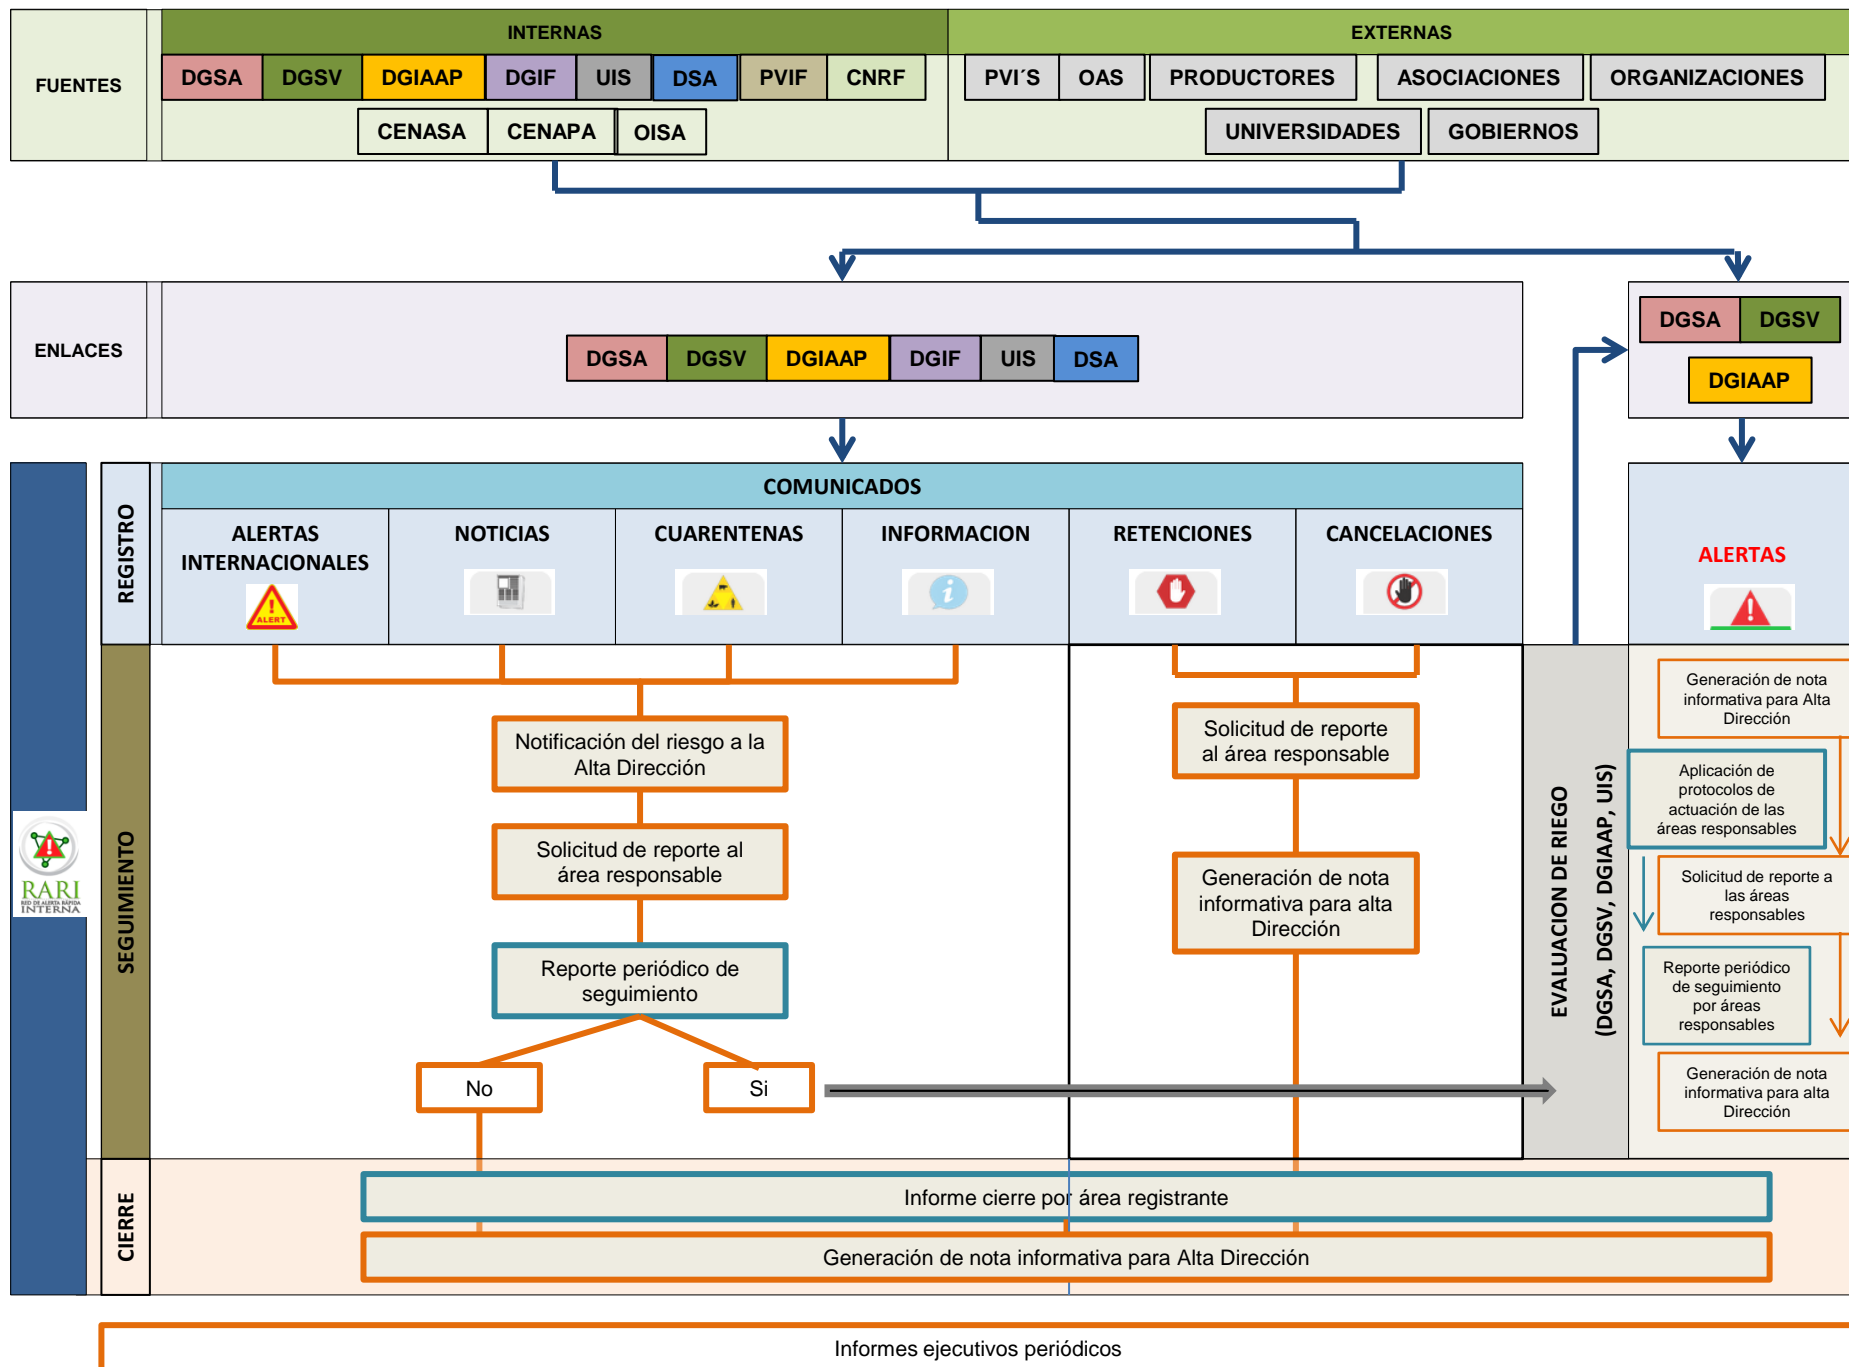 INTERNAS
EXTERNAS
FUENTES
DGSA
DGSV
DGIAAP
DGIF
UIS
DSA
PVIF
CNRF
PVI´S
OAS
PRODUCTORES
ASOCIACIONES
ORGANIZACIONES
CENASA
CENAPA
OISA
UNIVERSIDADES
GOBIERNOS
ENLACES
DGSA
DGSV
DGIAAP
DGIF
UIS
DSA
DGSA
DGSV
DGIAAP
REGISTRO
COMUNICADOS
ALERTAS
INTERNACIONALES
ALERT
NOTICIAS
CUARENTENAS
INFORMACION
i
RETENCIONES
CANCELACIONES
ALERTAS
SEGUIMIENTO
Notificación del riesgo a la
Alta Dirección
Solicitud de reporte al
área responsable
Reporte periódico de
seguimiento
No
Si
Solicitud de reporte
al área responsable
Generación de nota
informativa para alta
Dirección
EVALUACION DE RIEGO
(DGSA, DGSV, DGIAAP, UIS)
Generación de nota
informativa para Alta
Dirección
Aplicación de
protocolos de
actuación de las
áreas responsables
Solicitud de reporte a
las áreas
responsables
Reporte periódico
de seguimiento
por áreas
responsables
Generación de nota
informativa para alta
Dirección
RARI
RED DE ALERTA RÁPIDA
INTERNA
CIERRE
Informe cierre por área registrante
Generación de nota informativa para Alta Dirección
Informes ejecutivos periódicos